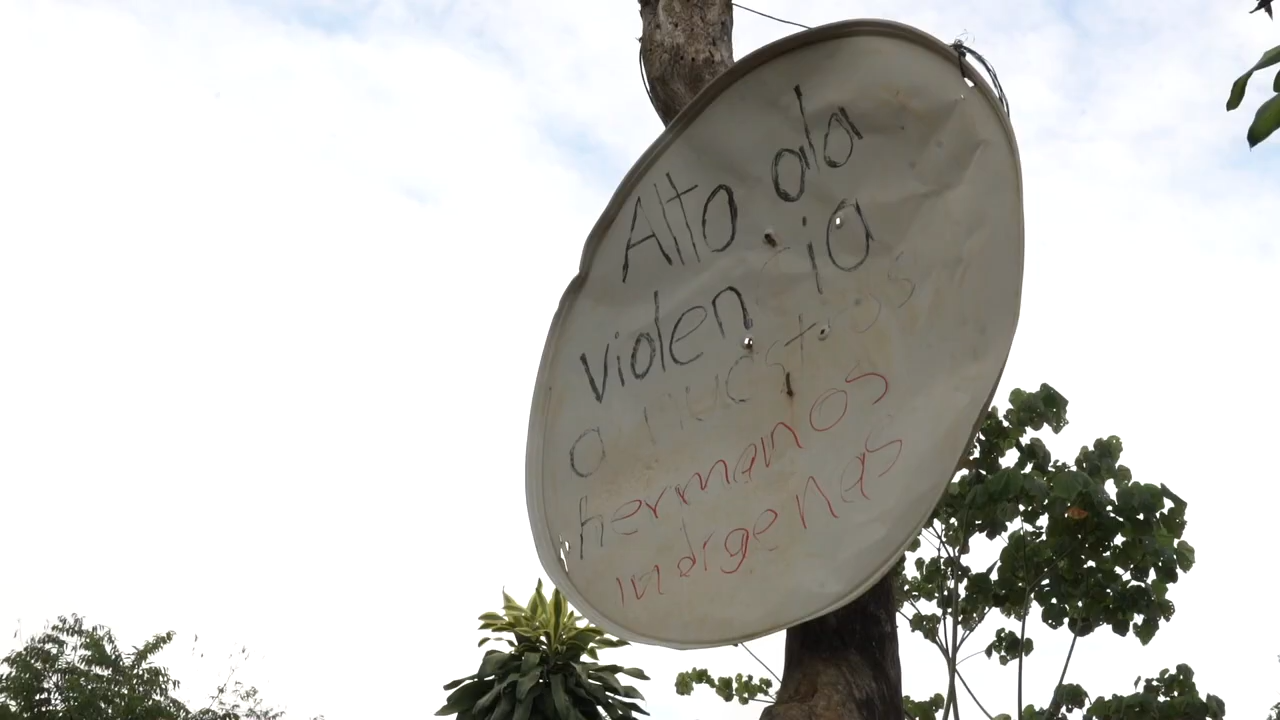 Alto ala
violencia
a nuestros
hermanos
indigenas